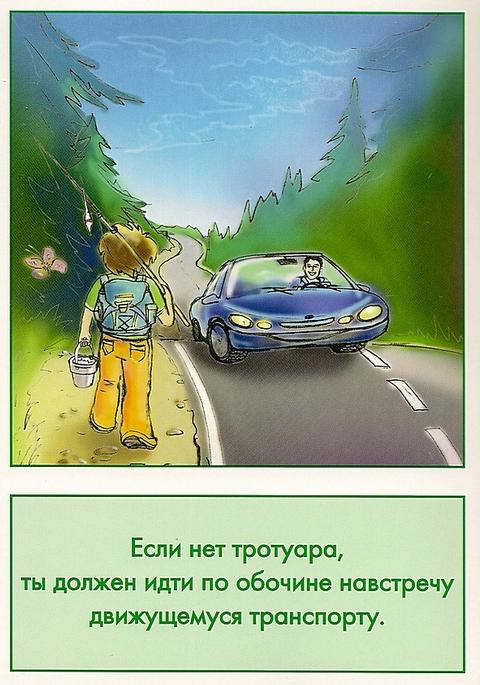 Если нет тротуара,
ты должен идти по обочине навстречу
движущемуся транспорту.